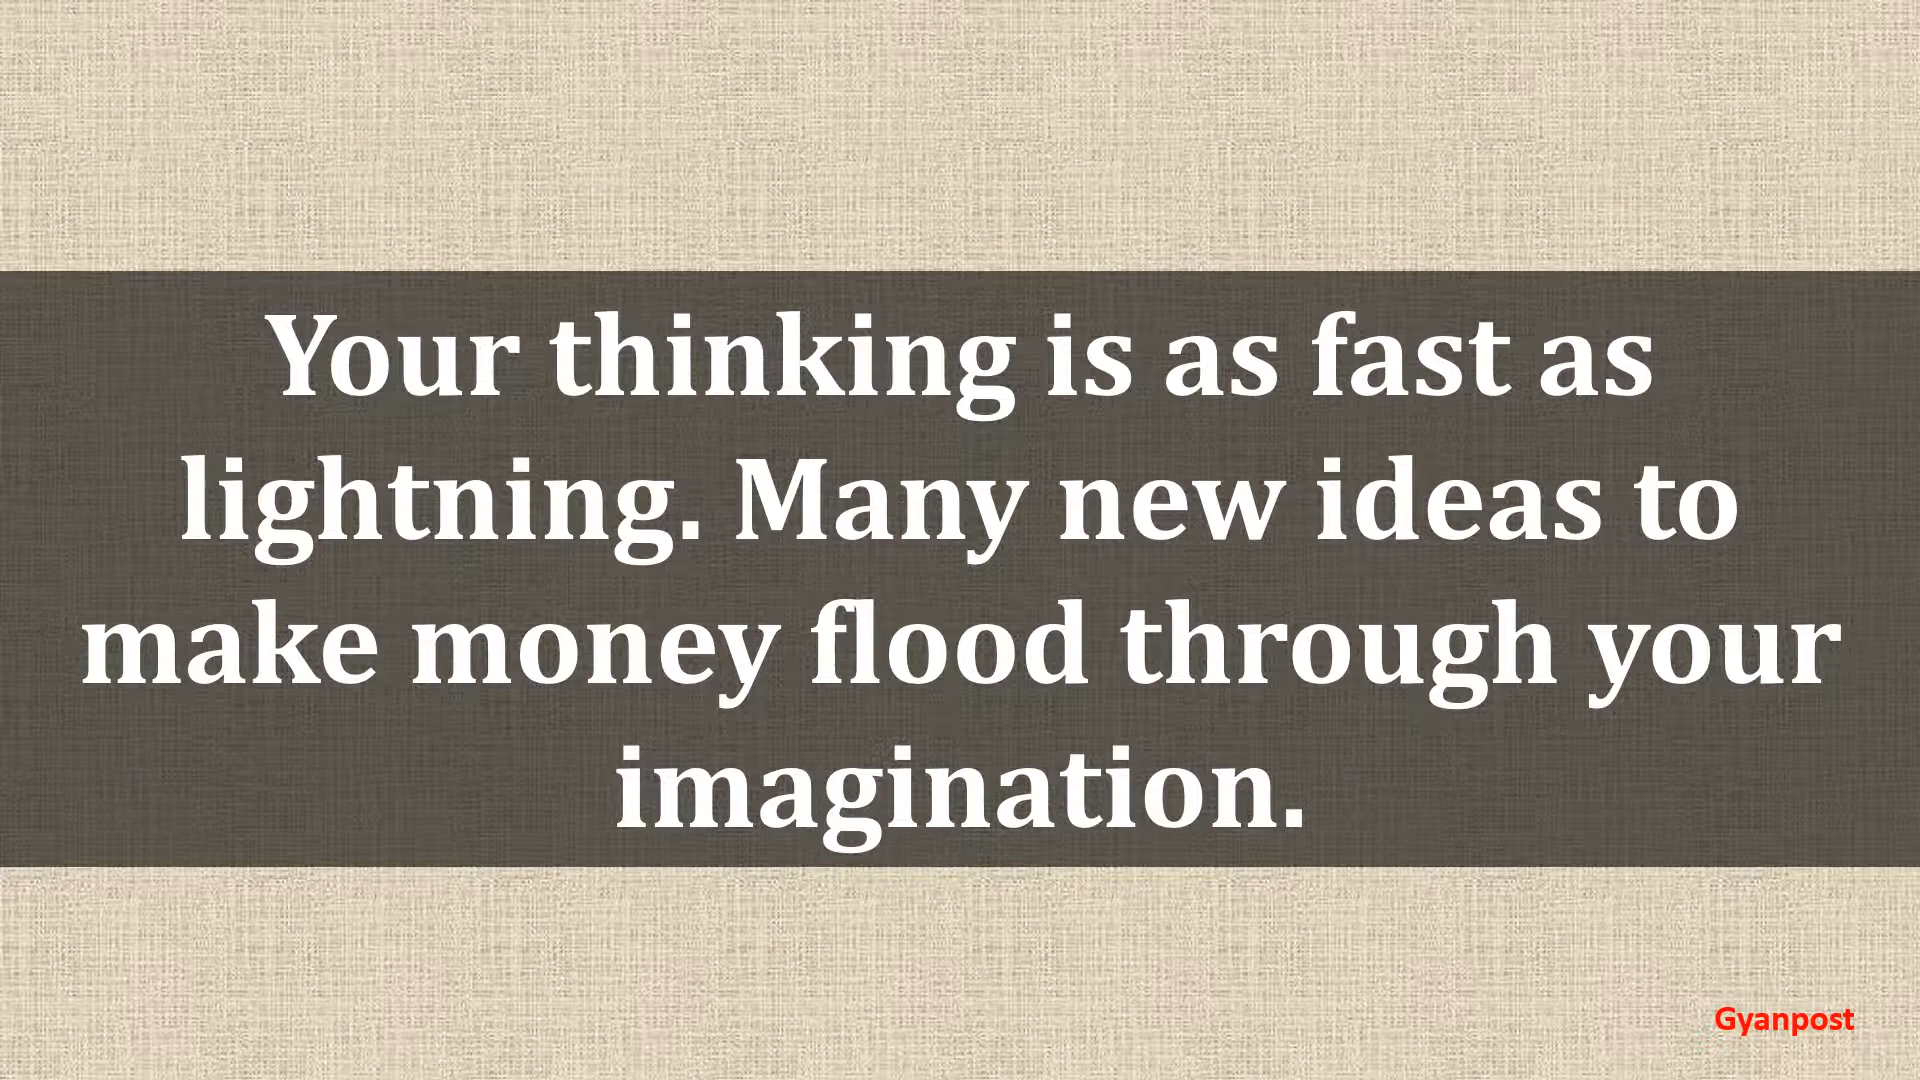 Your thinking is as fast as
lightning. Many new ideas to
make money flood through your
imagination.
Gyanpost